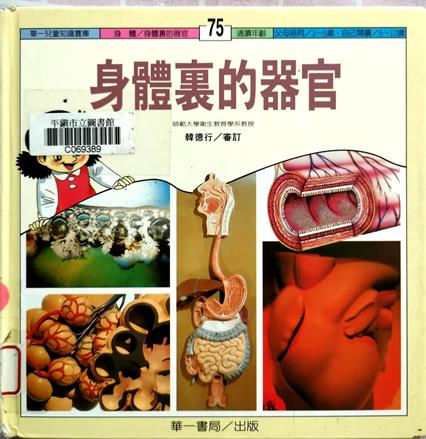 華一兒童知識寶庫
身　體／身體裏的器官
75
適讀年齡
父母陪同／3～6歲，自己閱讀／6～12歲
身體裏的器官
平鎮市立圖書館
C069389
師範大學衛生教育學系教授
韓德行／審訂
華一書局／出版